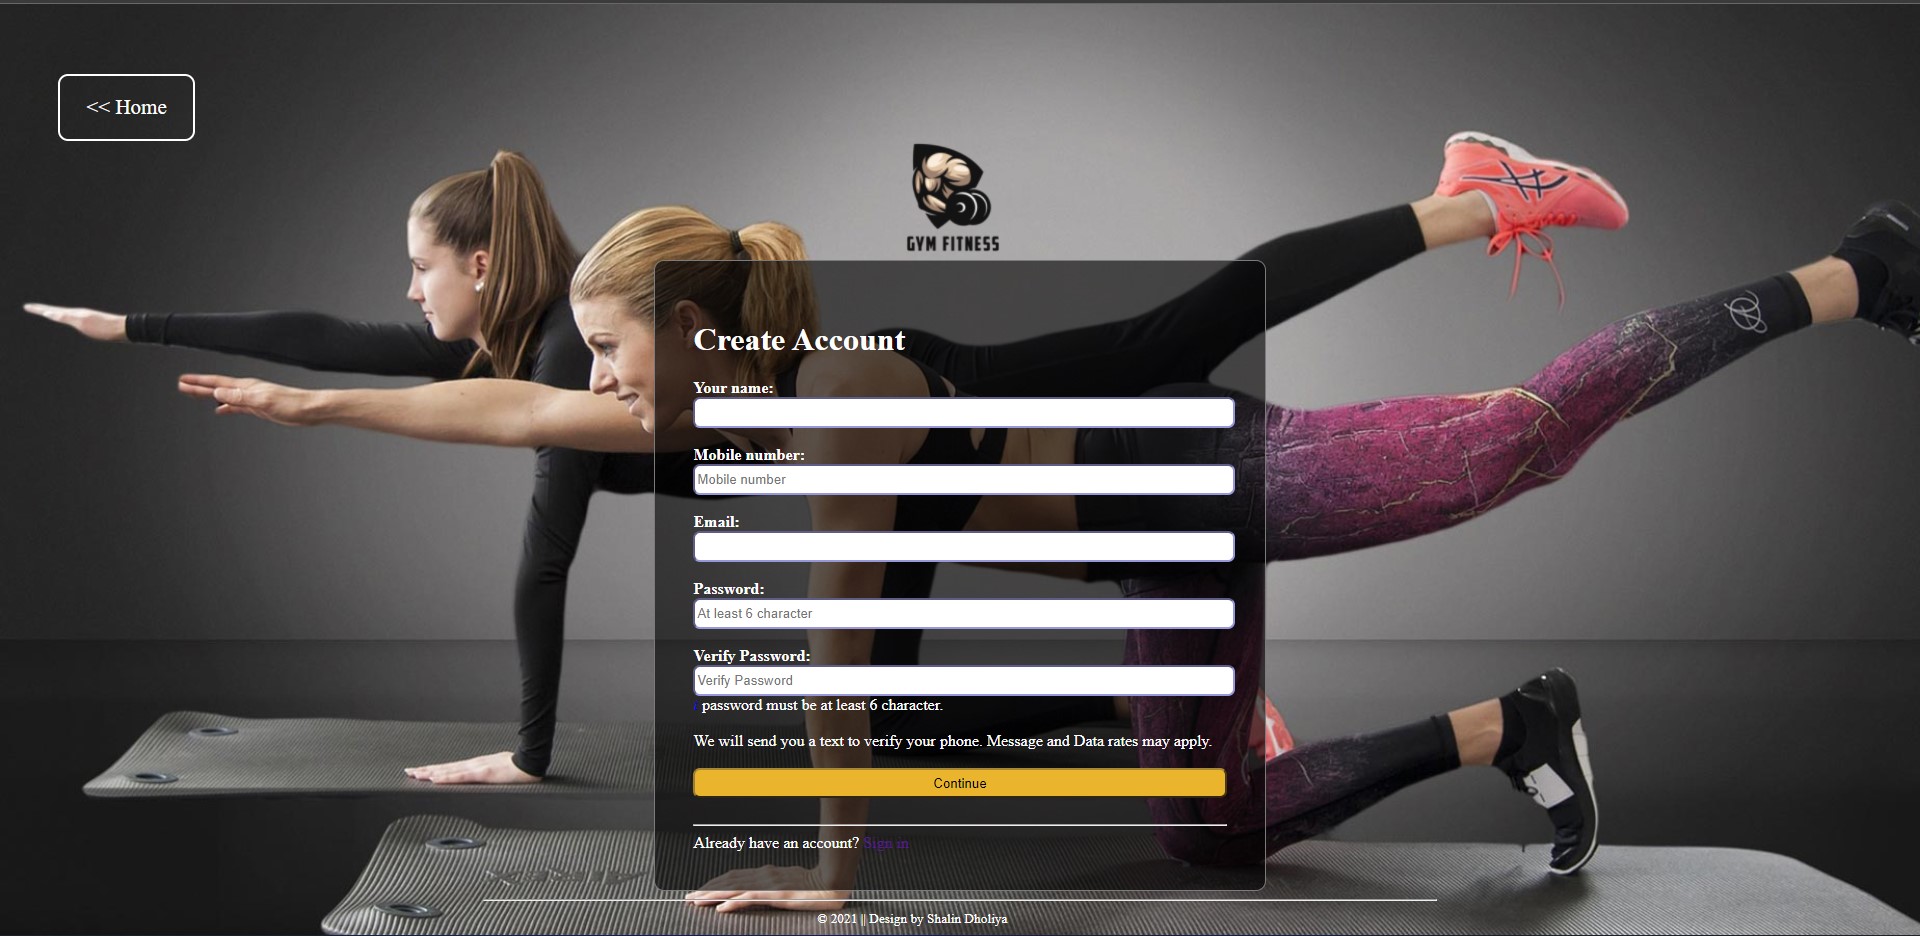 << Home
GYM FITNESS
Create Account
Your name:
Mobile number:
Mobile number
Email:
Password:
At least 6 character
Verify Password:
Verify Password
i password must be at least 6 character.
We will send you a text to verify your phone. Message and Data rates may apply.
Continue
Already have an account? Sign in
AIREX
© 2021 || Design by Shalin Dholiya